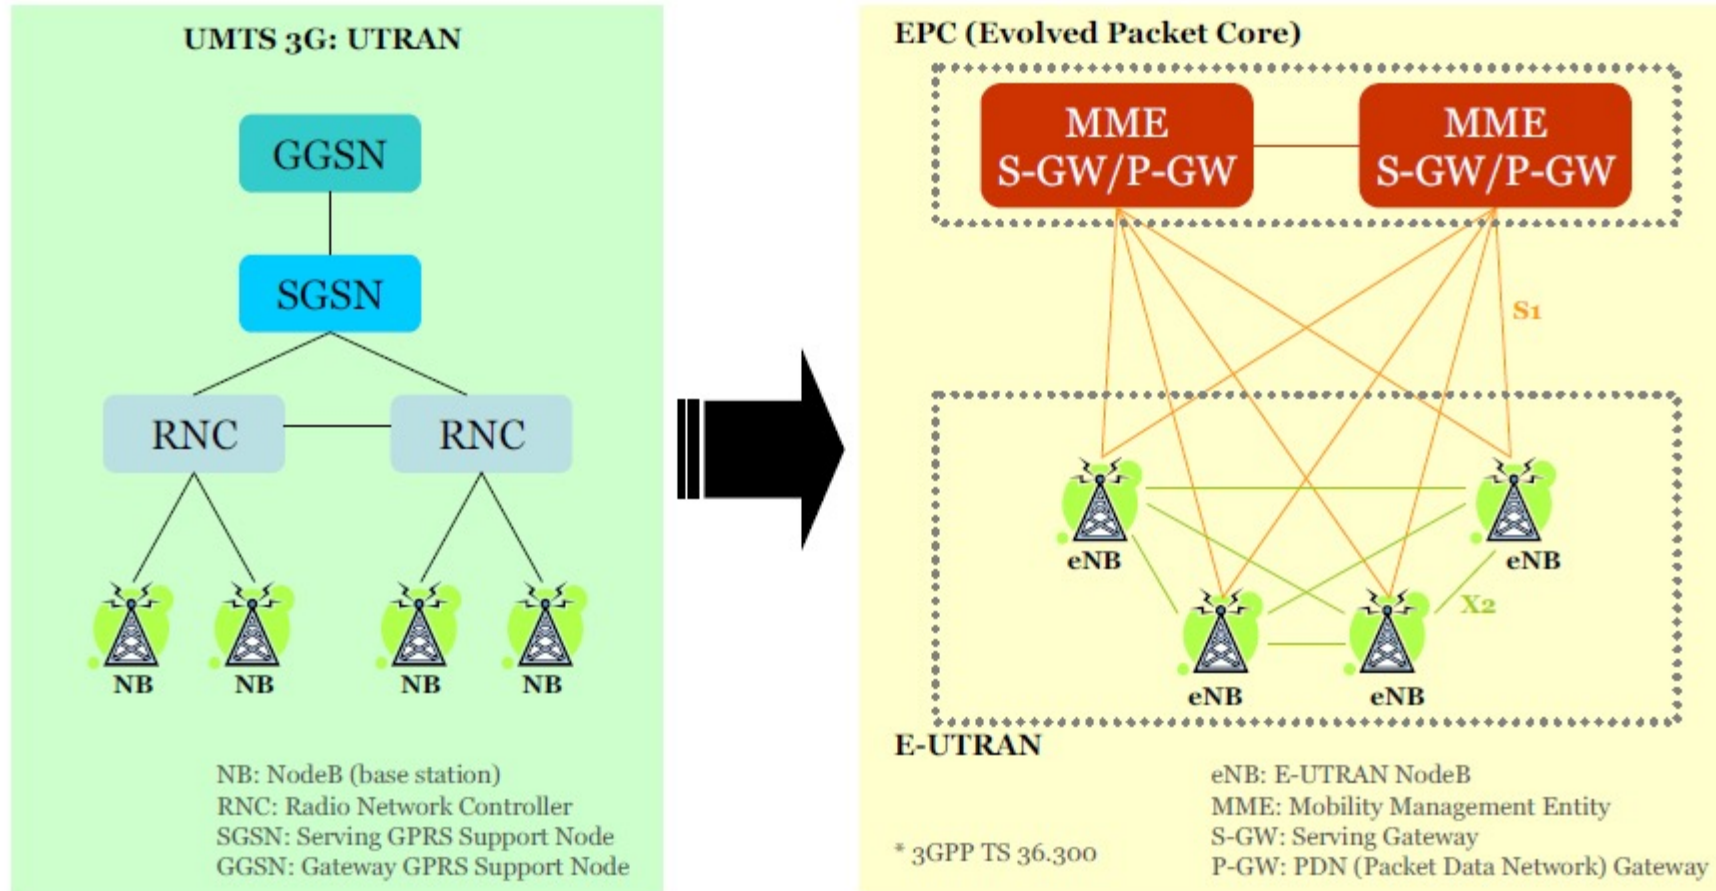 UMTS 3G: UTRAN
GGSN
SGSN
RNC
RNC
NB
NB
NB
NB
NB: NodeB (base station)
RNC: Radio Network Controller
SGSN: Serving GPRS Support Node
GGSN: Gateway GPRS Support Node
EPC (Evolved Packet Core)
MME
S-GW/P-GW
MME
S-GW/P-GW
S1
eNB
eNB
X2
eNB
eNB
E-UTRAN
eNB: E-UTRAN NodeB
MME: Mobility Management Entity
S-GW: Serving Gateway
P-GW: PDN (Packet Data Network) Gateway
* 3GPP TS 36.300